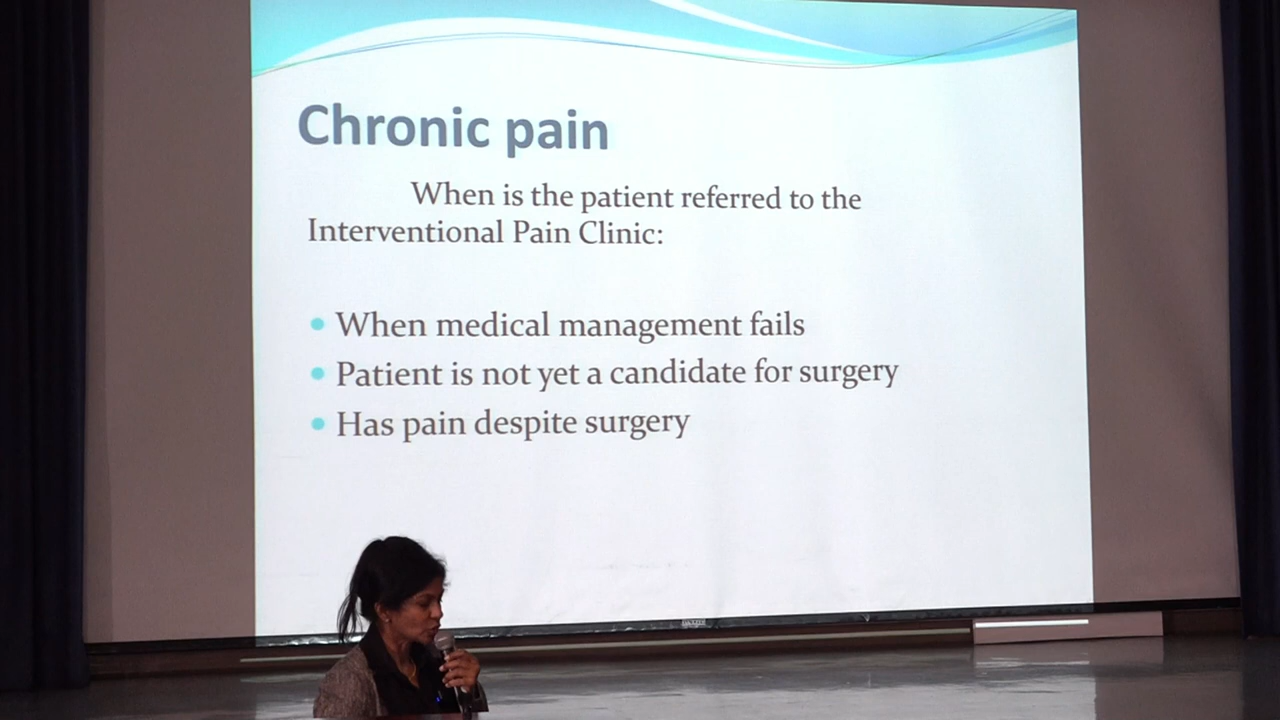 Chronic pain
When is the patient referred to the
Interventional Pain Clinic:
• When medical management fails
• Patient is not yet a candidate for surgery
• Has pain despite surgery